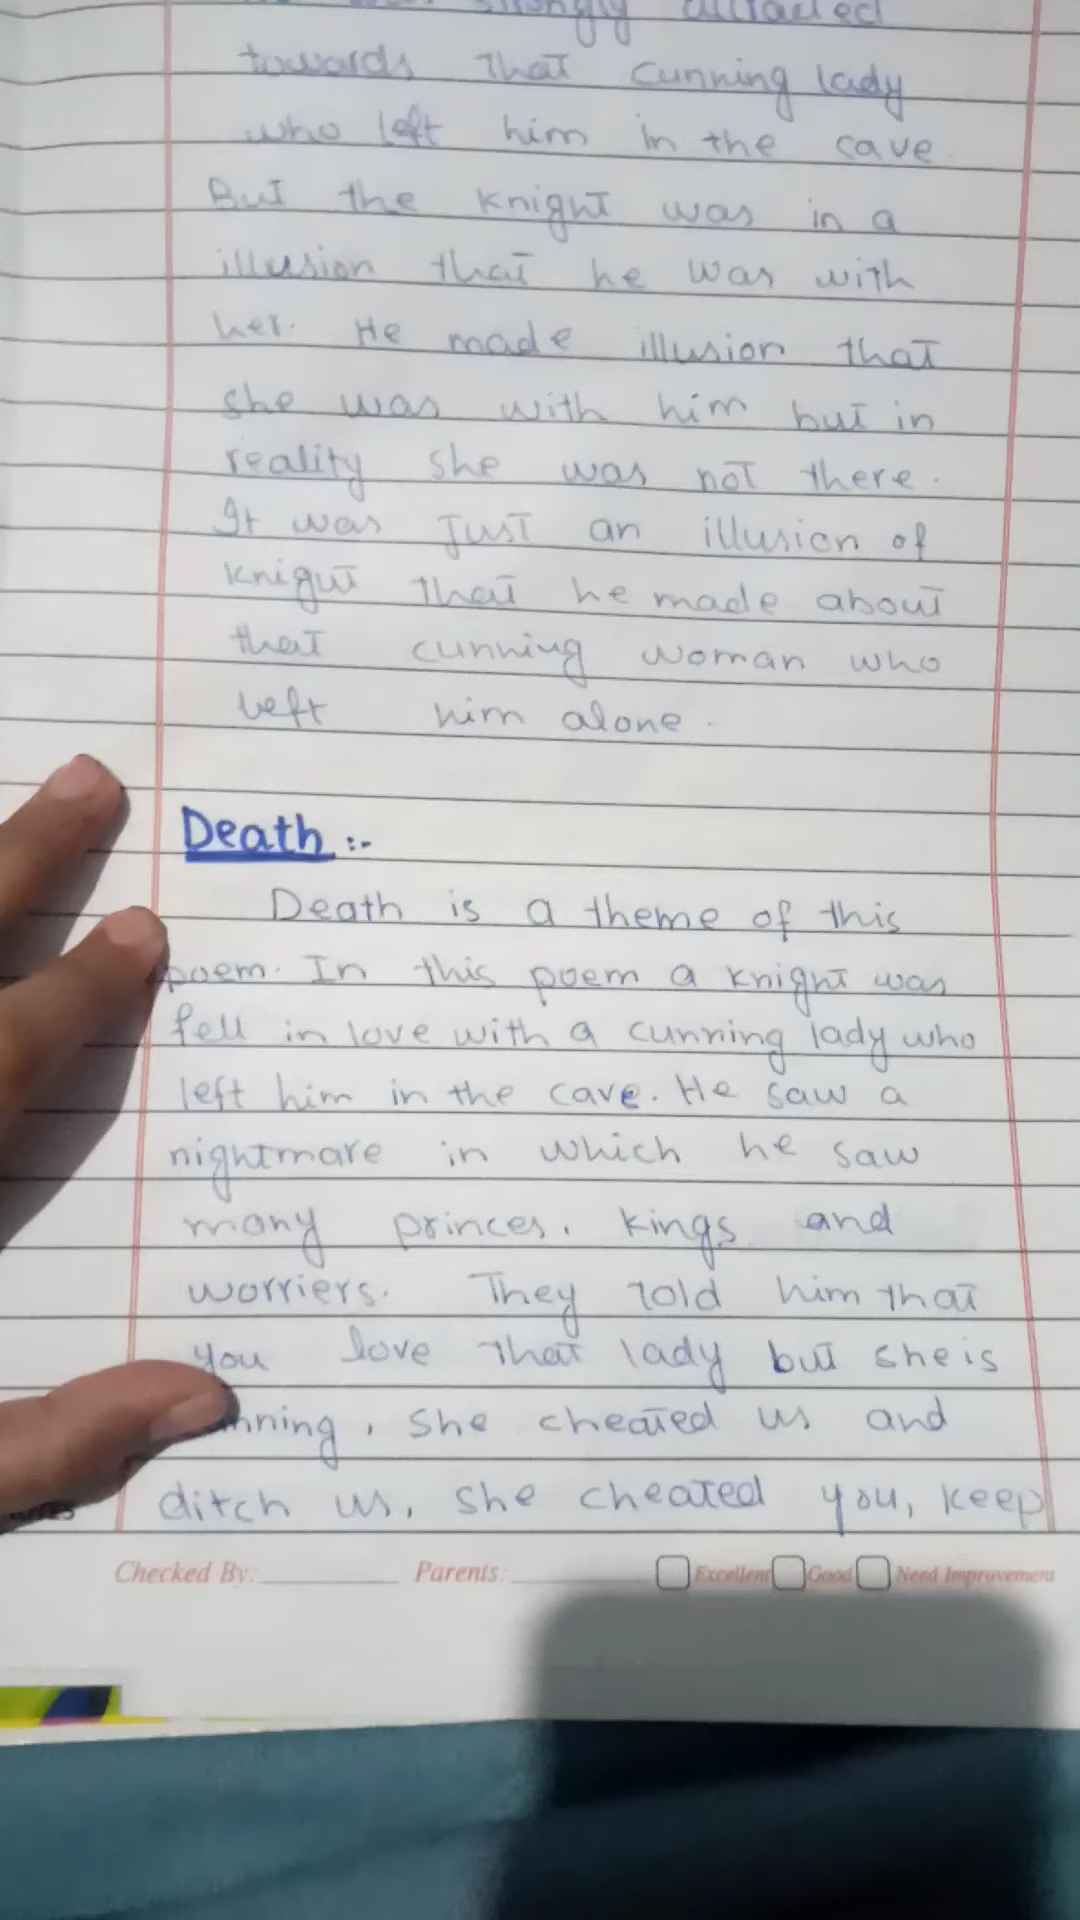 strongly attracted
towards that cunning lady
who left him in the cave
But the knight was in a
illusion that he was with
her. He made illusion that
she was with him but in
reality she was not there.
It was Just an illusion of
knight that he made about
that cunning woman who
left him alone.
Death :-
Death is a theme of this
poem. In this poem a knight was
fell in love with a cunning lady who
left him in the cave. He saw a
nightmare in which he saw
many princes, kings and
worriers. They told him that
you love that lady but she is
nning, she cheated us and
ditch us, she cheated you, keep
Checked By: Parents: Excellent Good Need Improvement